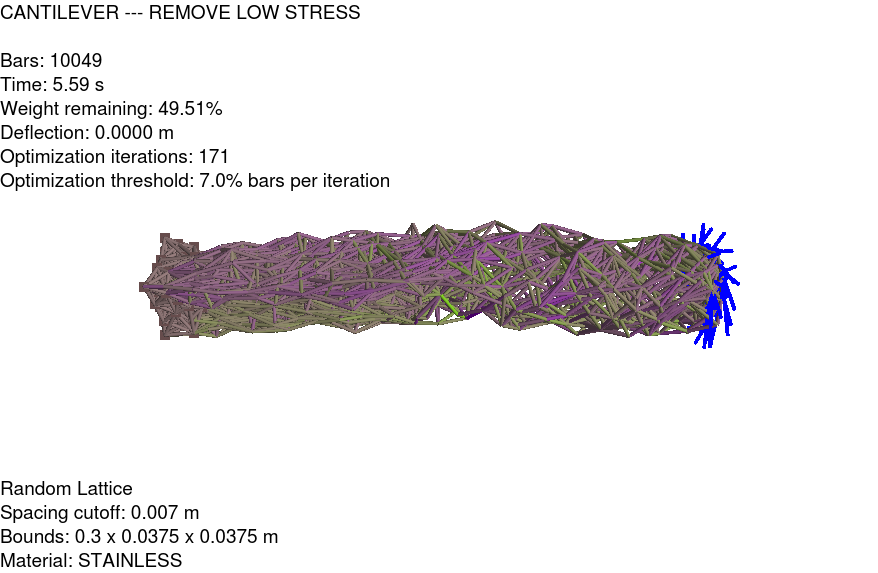 CANTILEVER --- REMOVE LOW STRESS
Bars: 10049
Time: 5.59 s
Weight remaining: 49.51%
Deflection: 0.0000 m
Optimization iterations: 171
Optimization threshold: 7.0% bars per iteration
Random Lattice
Spacing cutoff: 0.007 m
Bounds: 0.3 x 0.0375 x 0.0375 m
Material: STAINLESS